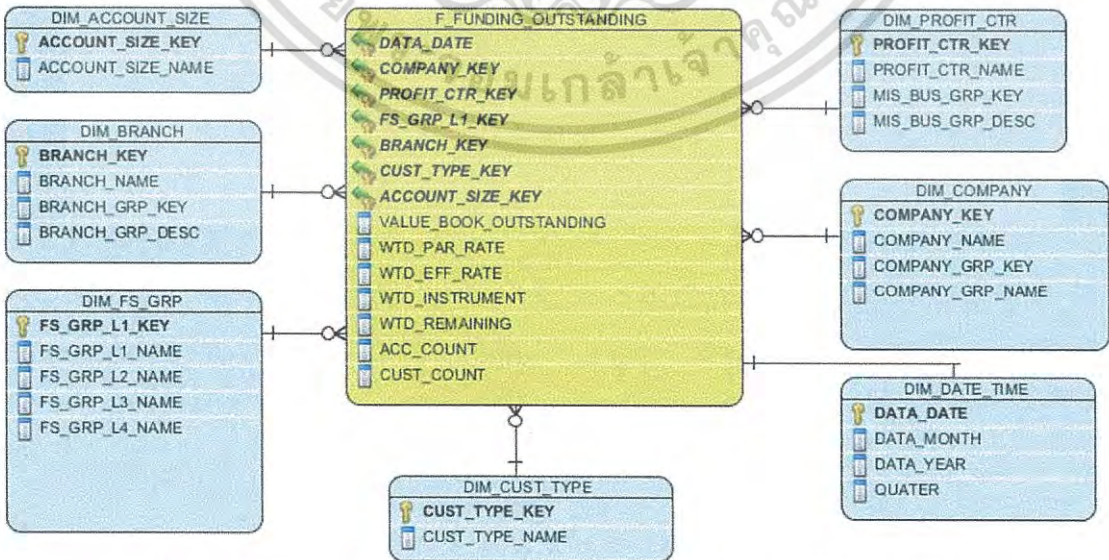 DIM_ACCOUNT_SIZE
ACCOUNT_SIZE_KEY
ACCOUNT_SIZE_NAME
DIM_BRANCH
BRANCH_KEY
BRANCH_NAME
BRANCH_GRP_KEY
BRANCH_GRP_DESC
DIM_FS_GRP
FS_GRP_L1_KEY
FS_GRP_L1_NAME
FS_GRP_L2_NAME
FS_GRP_L3_NAME
FS_GRP_L4_NAME
F_FUNDING_OUTSTANDING
DATA_DATE
COMPANY_KEY
PROFIT_CTR_KEY
FS_GRP_L1_KEY
BRANCH_KEY
CUST_TYPE_KEY
ACCOUNT_SIZE_KEY
VALUE_BOOK_OUTSTANDING
WTD_PAR_RATE
WTD_EFF_RATE
WTD_INSTRUMENT
WTD_REMAINING
ACC_COUNT
CUST_COUNT
DIM_CUST_TYPE
CUST_TYPE_KEY
CUST_TYPE_NAME
DIM_PROFIT_CTR
PROFIT_CTR_KEY
PROFIT_CTR_NAME
MIS_BUS_GRP_KEY
MIS_BUS_GRP_DESC
DIM_COMPANY
COMPANY_KEY
COMPANY_NAME
COMPANY_GRP_KEY
COMPANY_GRP_NAME
DIM_DATE_TIME
DATA_DATE
DATA_MONTH
DATA_YEAR
QUATER